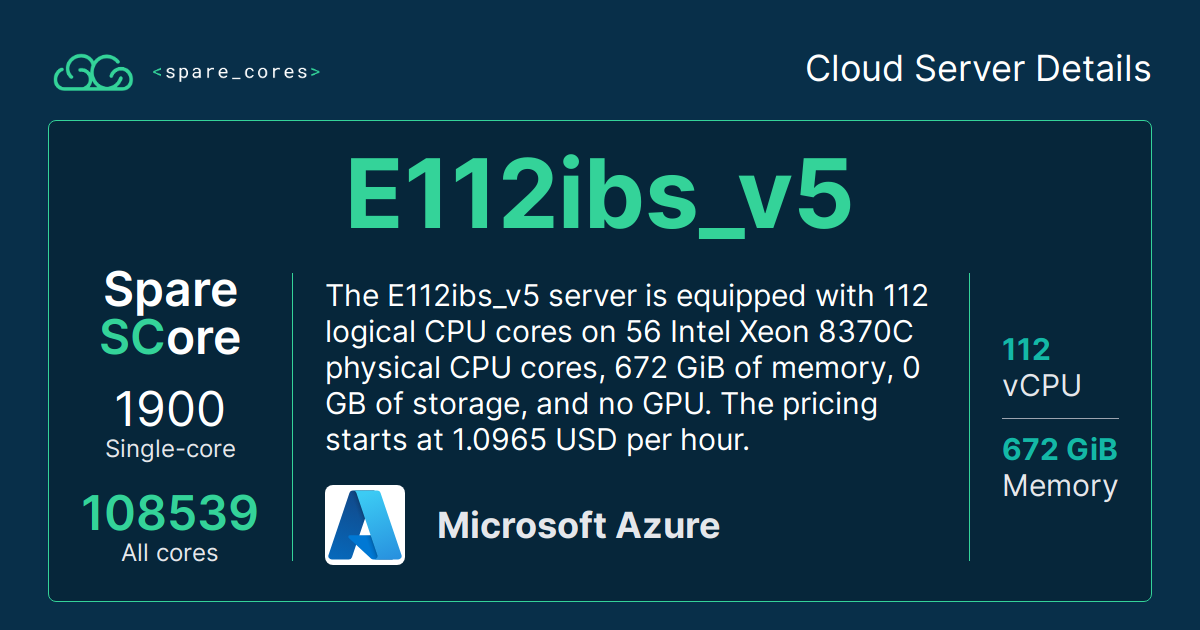 <spare_cores>
Cloud Server Details
E112ibs_v5
Spare
SCore
1900
Single-core
108539
All cores
The E112ibs_v5 server is equipped with 112
logical CPU cores on 56 Intel Xeon 8370C
physical CPU cores, 672 GiB of memory, 0
GB of storage, and no GPU. The pricing
starts at 1.0965 USD per hour.
Microsoft Azure
112
vCPU
672 GiB
Memory